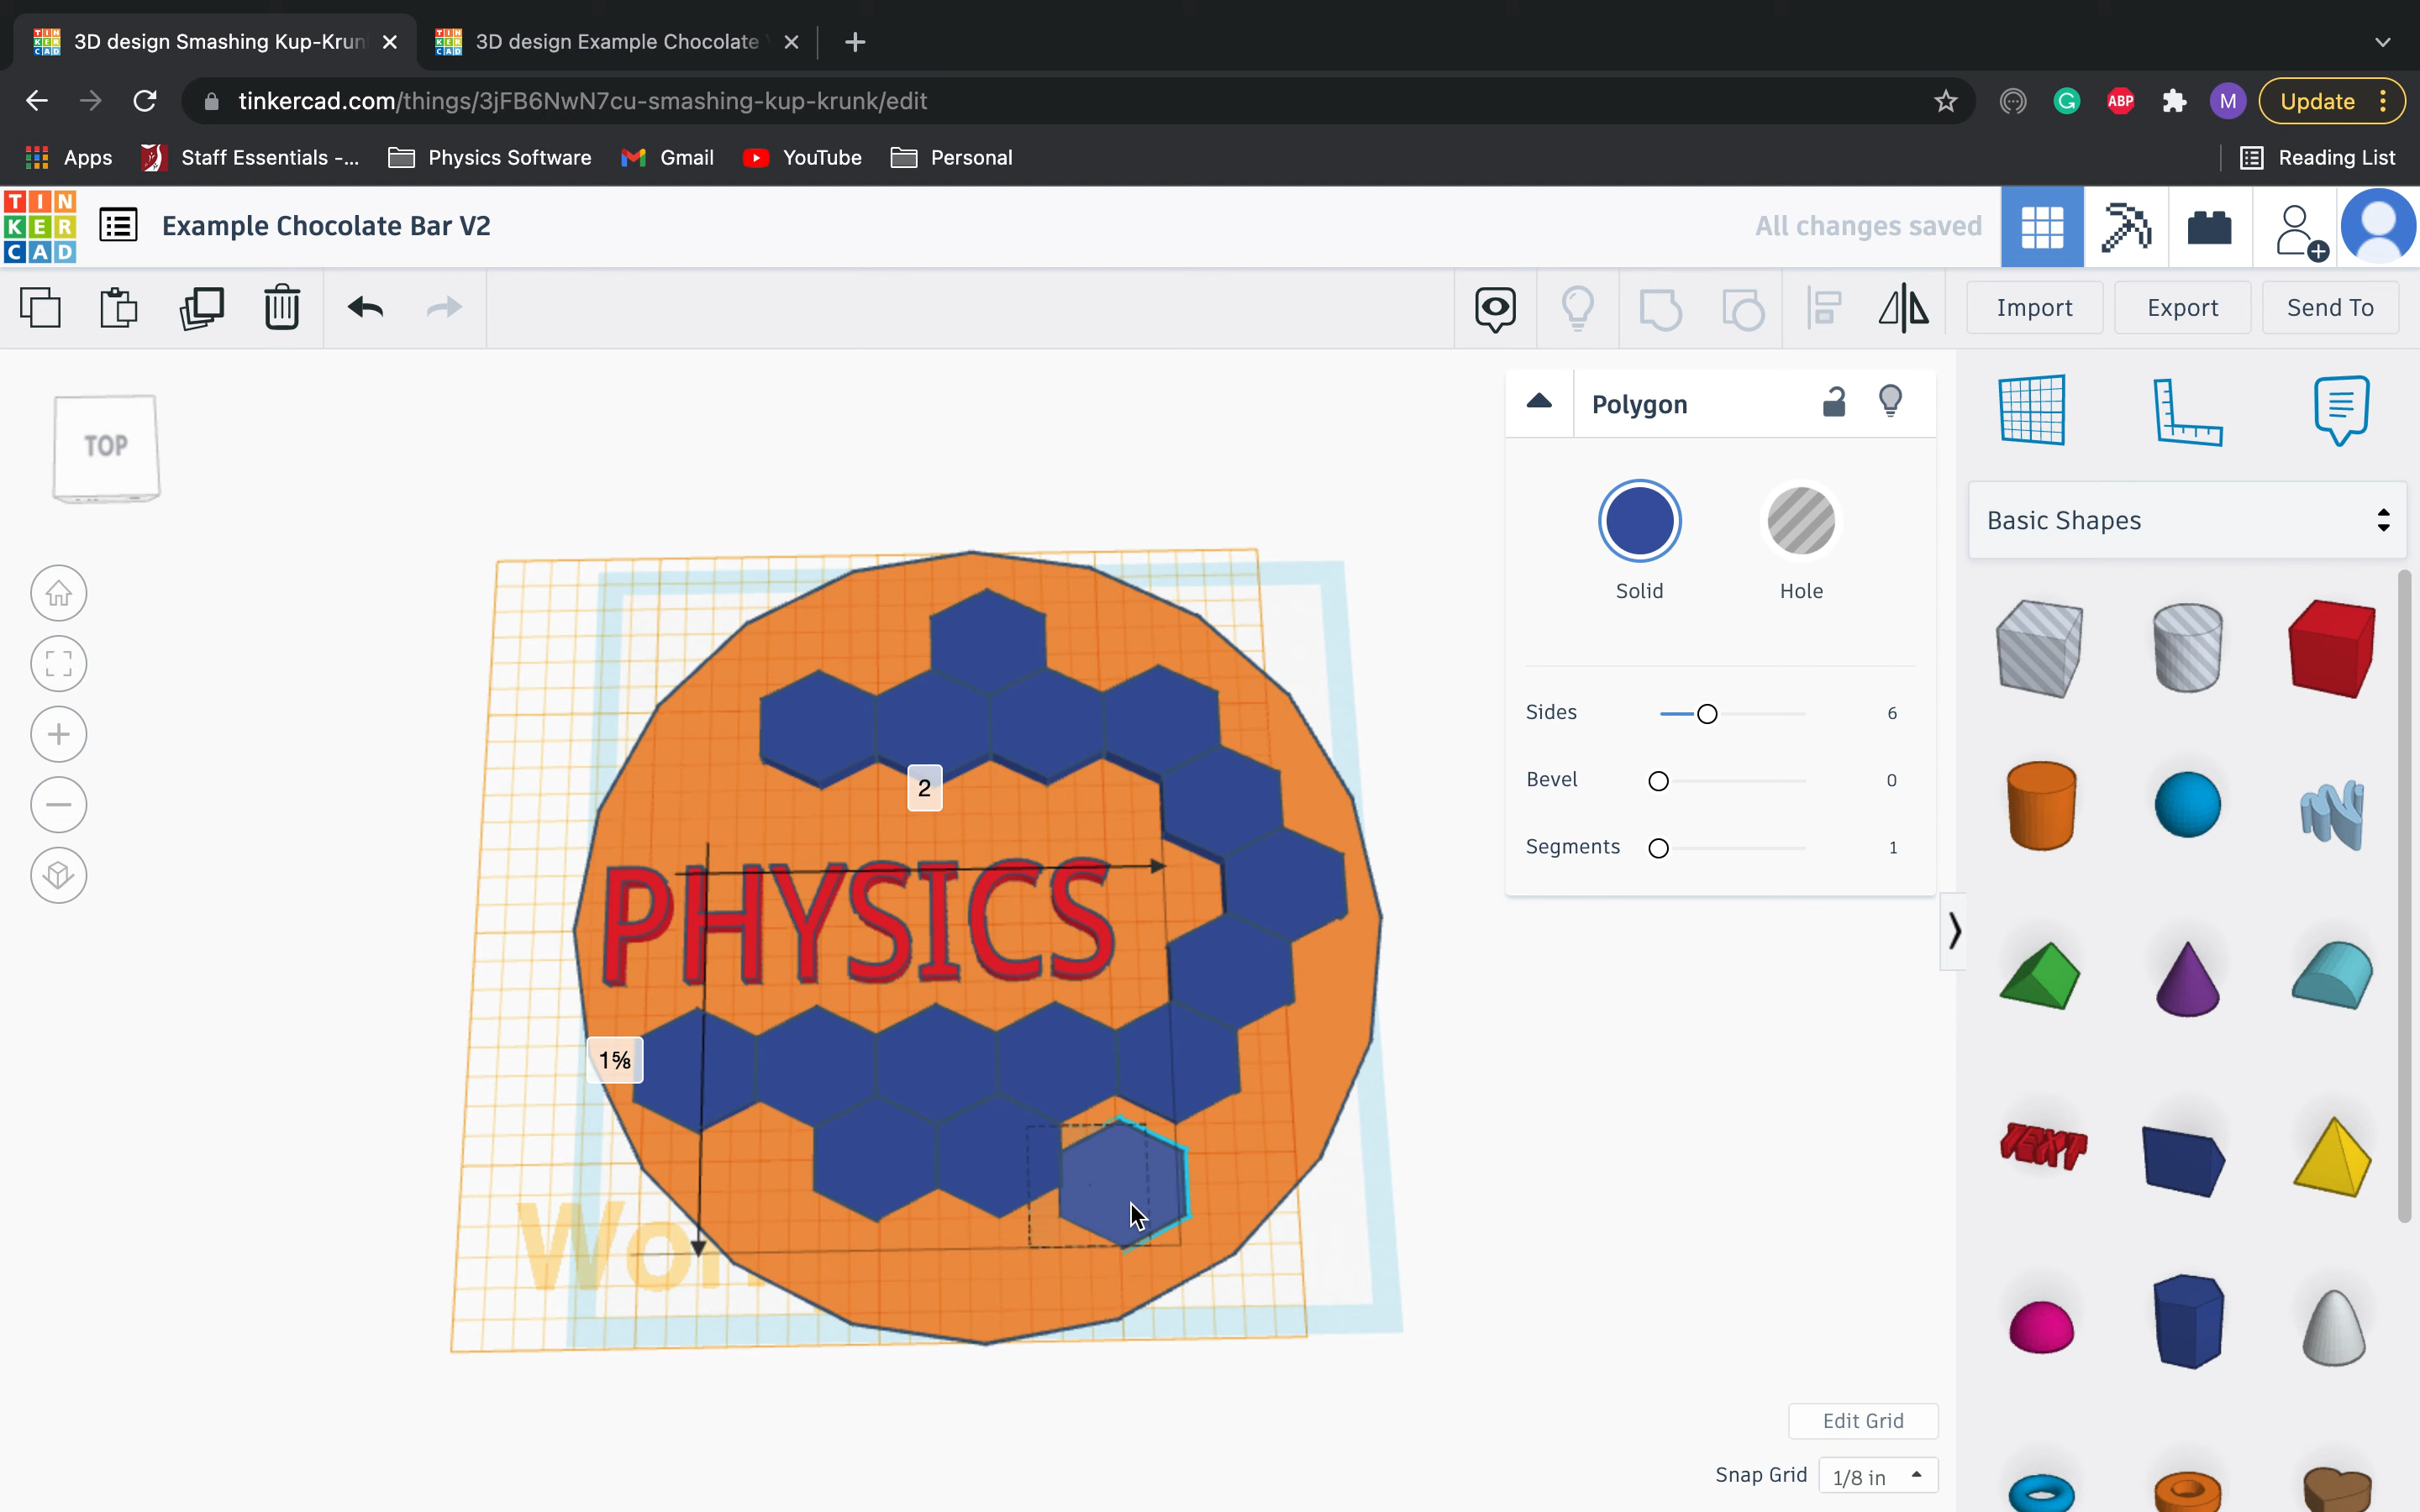 3D design Smashing Kup-Krun
3D design Example Chocolate
tinkercad.com/things/3jFB6NwN7cu-smashing-kup-krunk/edit
ABP
M
Update
Apps
Staff Essentials -...
Physics Software
Gmail
YouTube
Personal
Reading List
TIN
KER
CAD
Example Chocolate Bar V2
All changes saved
Import
Export
Send To
TOP
Polygon
Solid
Hole
Sides
6
Bevel
0
Segments
1
Basic Shapes
TEXT
2
PHYSICS
1⅝
Wor
Edit Grid
Snap Grid
1/8 in